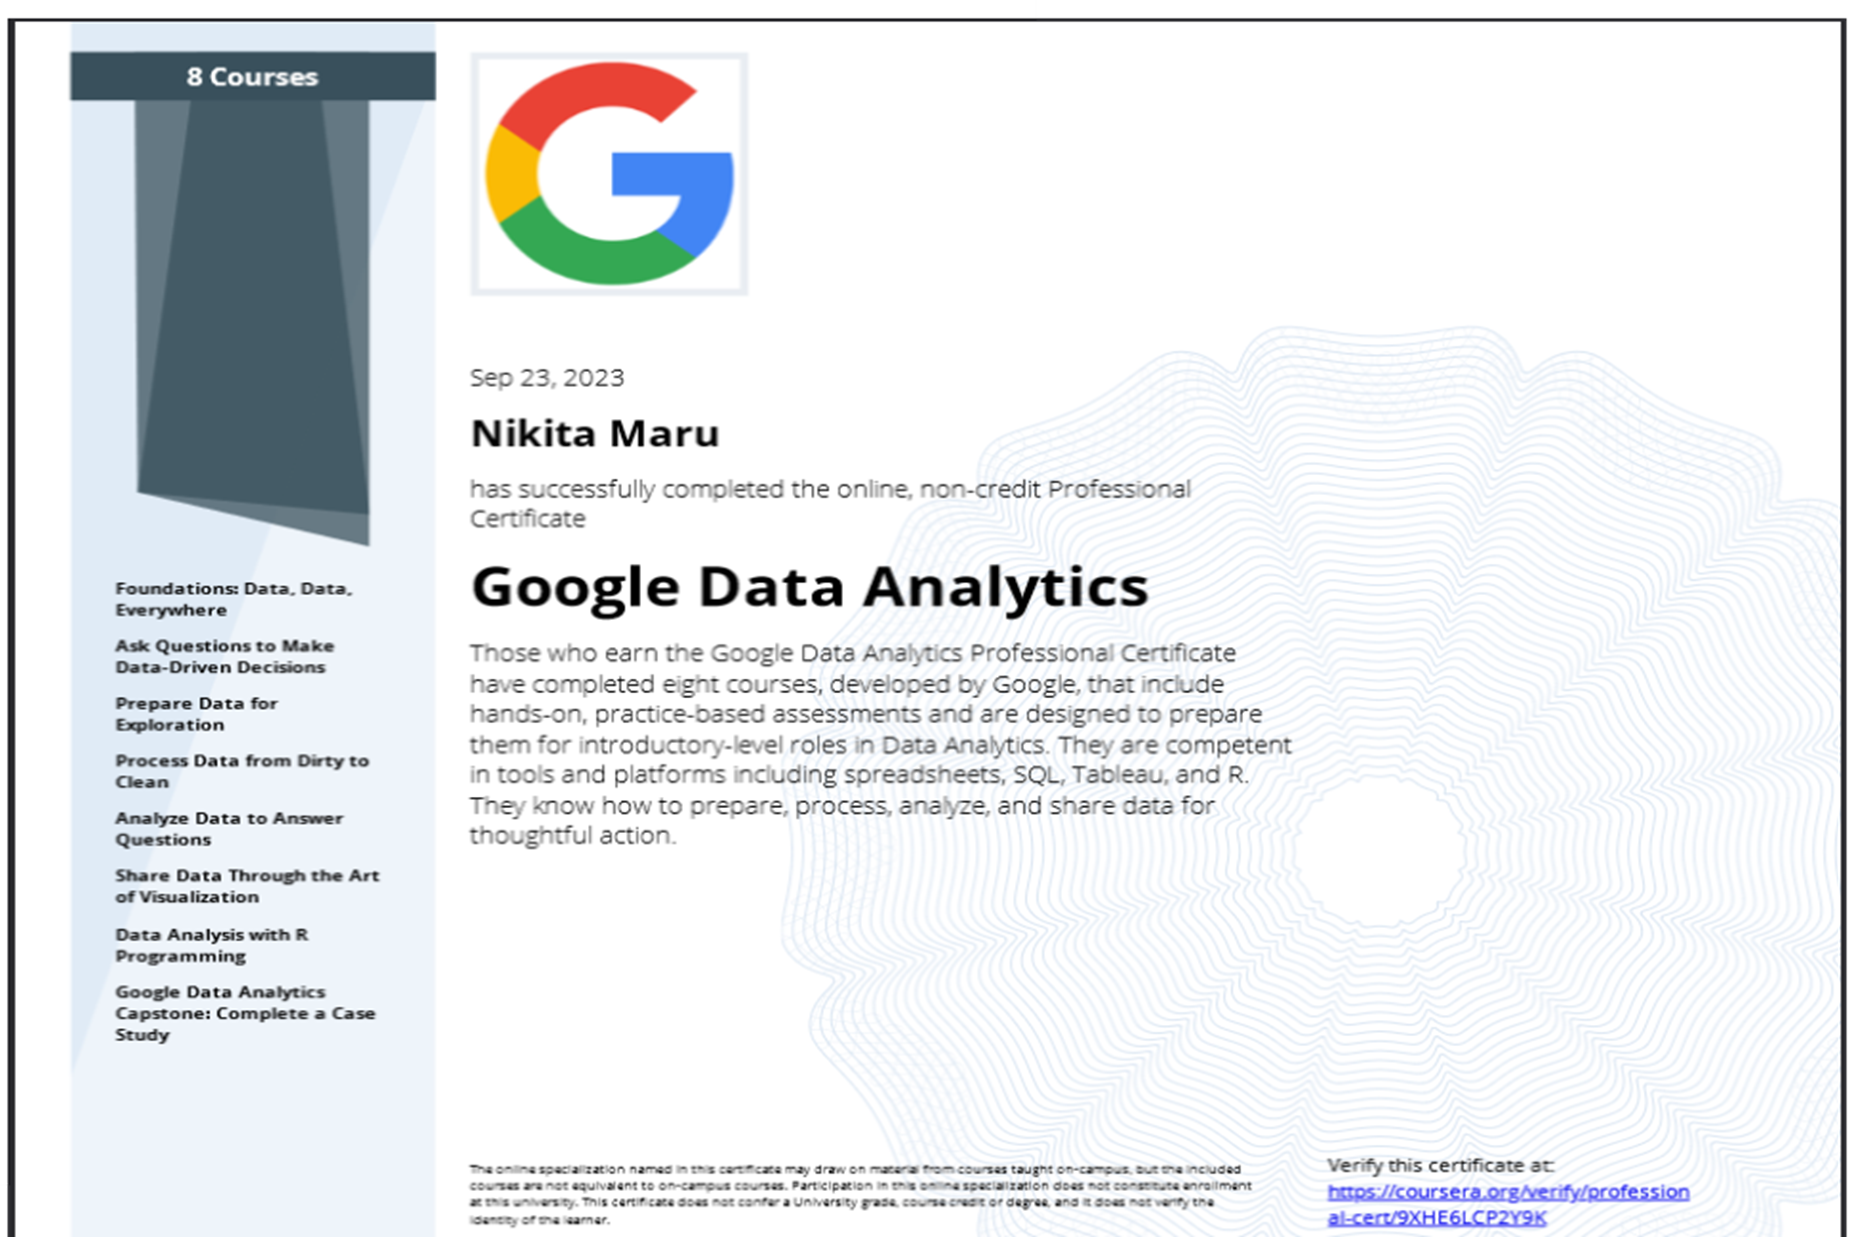 8 Courses
Foundations: Data, Data,
Everywhere
Ask Questions to Make
Data-Driven Decisions
Prepare Data for
Exploration
Process Data from Dirty to
Clean
Analyze Data to Answer
Questions
Share Data Through the Art
of Visualization
Data Analysis with R
Programming
Google Data Analytics
Capstone: Complete a Case
Study
Sep 23, 2023
Nikita Maru
has successfully completed the online, non-credit Professional
Certificate
Google Data Analytics
Those who earn the Google Data Analytics Professional Certificate
have completed eight courses, developed by Google, that include
hands-on, practice-based assessments and are designed to prepare
them for introductory-level roles in Data Analytics. They are competent
in tools and platforms including spreadsheets, SQL, Tableau, and R.
They know how to prepare, process, analyze, and share data for
thoughtful action.
The online specialization named in this certificate may draw on material from courses taught on-campus, but the included
courses are not equivalent to on-campus courses. Participation in this online specialization does not constitute enrollment
at this university. This certificate does not confer a University grade, course credit or degree, and it does not verify the
identity of the learner.
Verify this certificate at:
https://coursera.org/verify/profession
al-cert/9XHE6LCP2Y9K